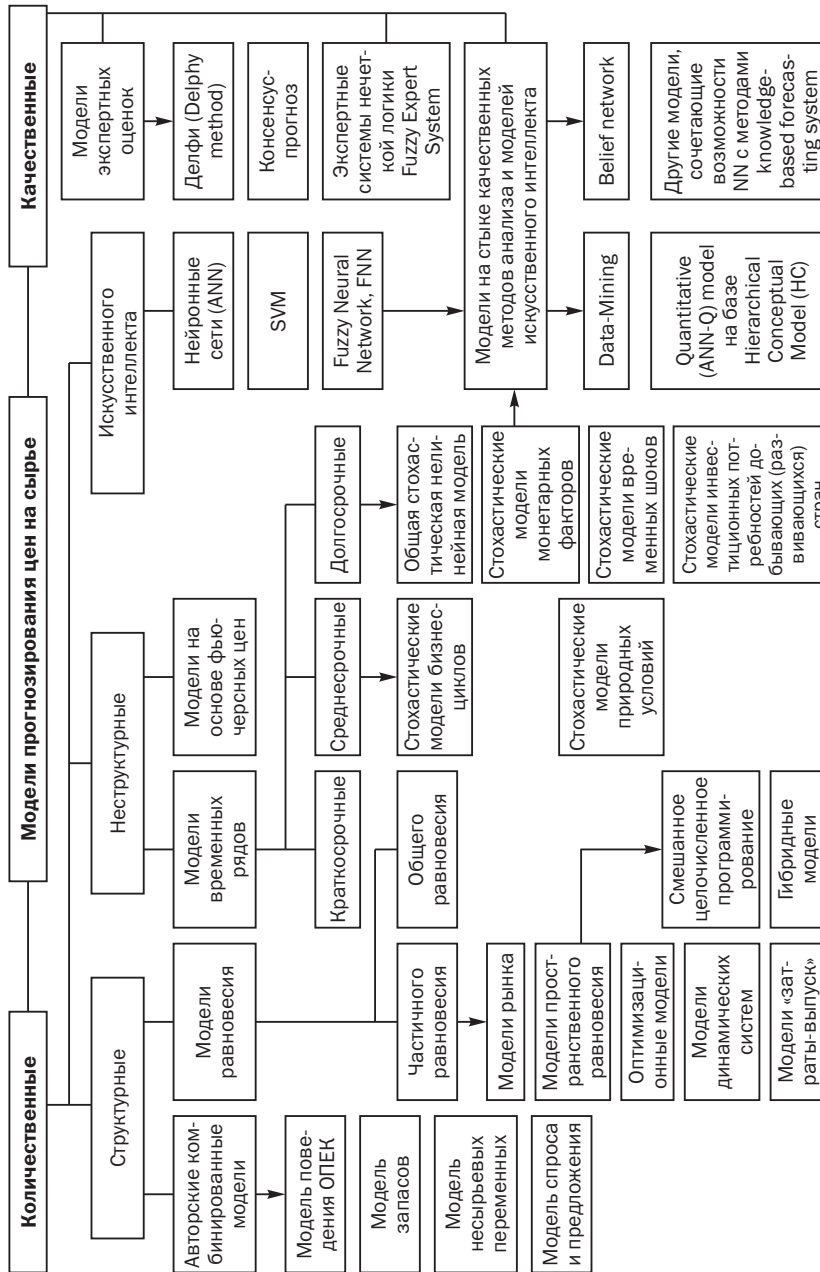 Количественные
Модели прогнозирования цен на сырье
Качественные
Структурные
Неструктурные
Искусственного
интеллекта
Модели
экспертных
оценок
Авторские ком-
бинированные
модели
Модели
равновесия
Модели
временных
рядов
Модели на
основе фью-
черсных цен
Нейронные
сети (ANN)
Делфи (Delphy
method)
SVM
Консенсус-
прогноз
Модель пове-
дения ОПЕК
Краткосрочные
Среднесрочные
Долгосрочные
Fuzzy Neural
Network, FNN
Экспертные
системы нечет-
кой логики
Fuzzy Expert
System
Модель
запасов
Частичного
равновесия
Общего
равновесия
Стохастические
модели бизнес-
циклов
Общая стохас-
тическая нели-
нейная модель
Модель
несырьевых
переменных
Модели рынка
Стохастические
модели
монетарных
факторов
Модели на стыке качественных
методов анализа и моделей
искусственного интеллекта
Модель спроса
и предложения
Модели прост-
ранственного
равновесия
Стохастические
модели
природных
условий
Стохастические
модели вре-
менных шоков
Data-Mining
Belief network
Оптимизаци-
онные модели
Модели
динамических
систем
Смешанное
целочисленное
программи-
рование
Стохастические
модели инвес-
тиционных пот-
ребностей до-
бывающих (раз-
вивающихся)
стран
Quantitative
(ANN-Q) model
на базе
Hierarchical
Conceptual
Model (HC)
Другие модели,
сочетающие
возможности
NN с методами
knowledge-
based forecas-
ting system
Модели «зат-
раты-выпуск»
Гибридные
модели